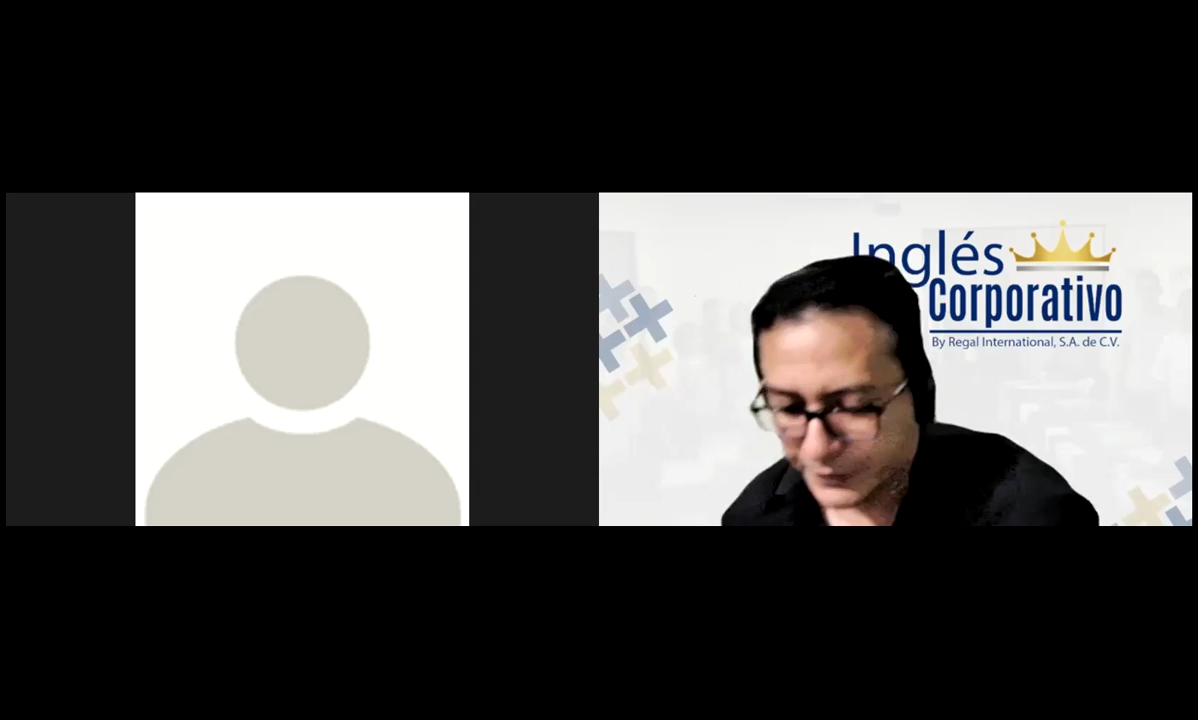 Inglés
Corporativo
By Regal International, S.A. de C.V.